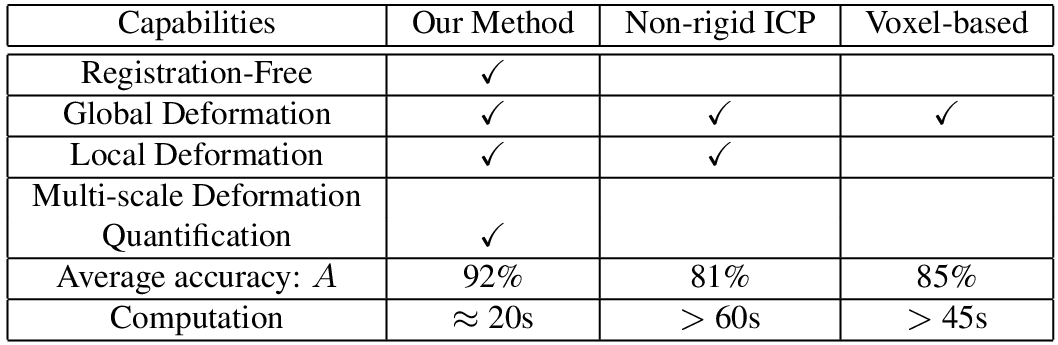 Capabilities Our Method Non-rigid ICP Voxel-based
Registration-Free ✓
Global Deformation ✓ ✓ ✓
Local Deformation ✓ ✓
Multi-scale Deformation
Quantification ✓
Average accuracy: A 92% 81% 85%
Computation ≈ 20s > 60s > 45s